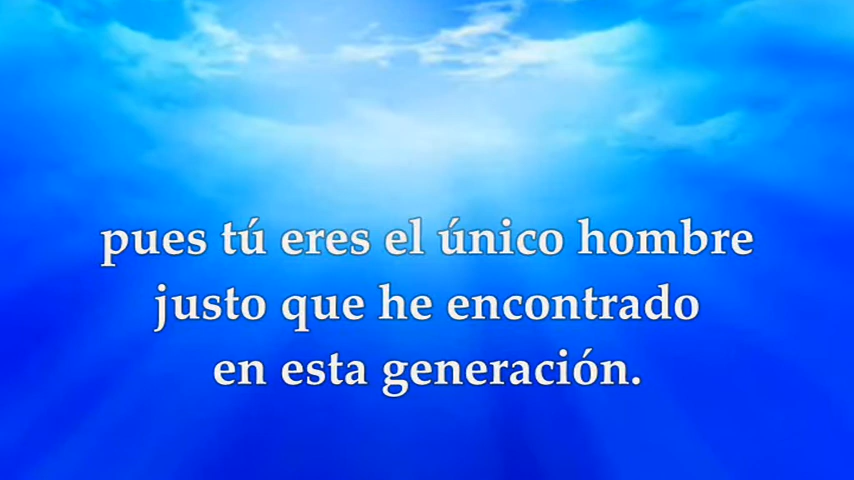 pues tú eres el único hombre
justo que he encontrado
en esta generación.